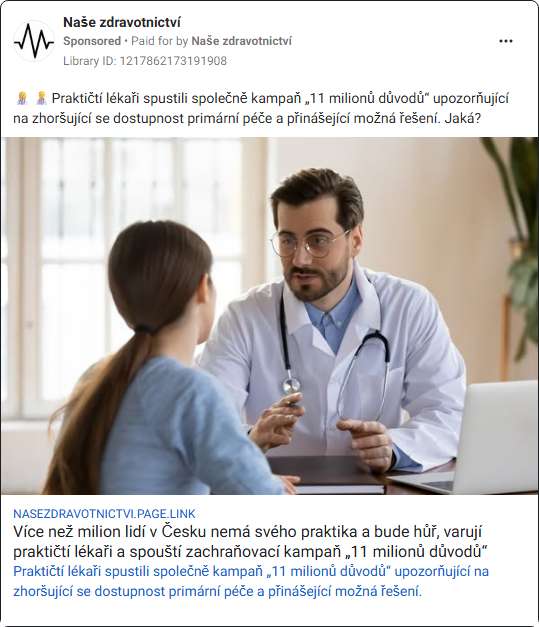 Naše zdravotnictví
Sponsored • Paid for by Naše zdravotnictví
Library ID: 1217862173191908
Praktičtí lékaři spustili společně kampaň „11 milionů důvodů“ upozorňující
na zhoršující se dostupnost primární péče a přinášející možná řešení. Jaká?
NASEZDRAVOTNICTVI.PAGE.LINK
Více než milion lidí v Česku nemá svého praktika a bude hůř, varují
praktičtí lékaři a spouští zachraňovací kampaň „11 milionů důvodů“
Praktičtí lékaři spustili společně kampaň „11 milionů důvodů“ upozorňující na
zhoršující se dostupnost primární péče a přinášející možná řešení.